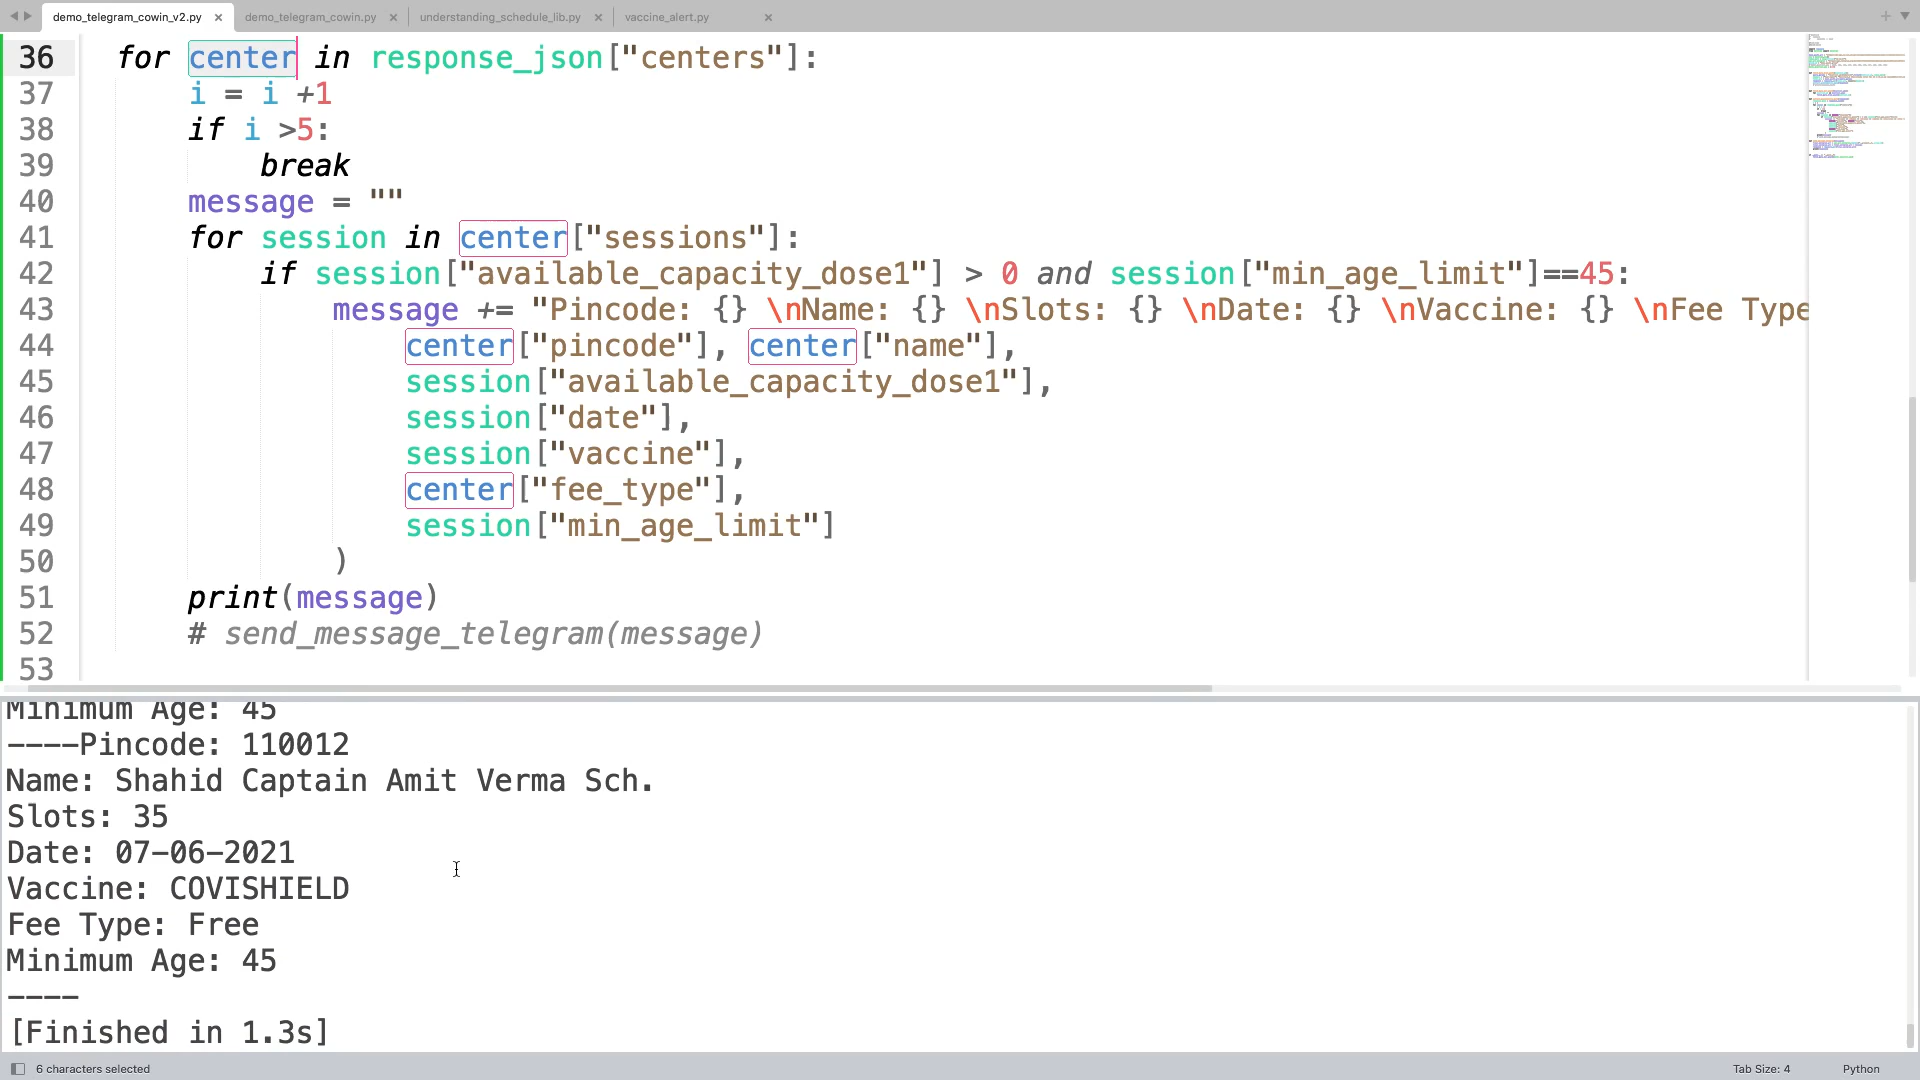 demo_telegram_cowin_v2.py × demo_telegram_cowin.py × understanding_schedule_lib.py × vaccine_alert.py ×
36 for center in response_json["centers"]:
37 i = i +1
38 if i >5:
39 break
40 message = ""
41 for session in center["sessions"]:
42 if session["available_capacity_dose1"] > 0 and session["min_age_limit"]==45:
43 message += "Pincode: {} \nName: {} \nSlots: {} \nDate: {} \nVaccine: {} \nFee Type
44 center["pincode"], center["name"],
45 session["available_capacity_dose1"],
46 session["date"],
47 session["vaccine"],
48 center["fee_type"],
49 session["min_age_limit"]
50 )
51 print(message)
52 # send_message_telegram(message)
53
Minimum Age: 45
----Pincode: 110012
Name: Shahid Captain Amit Verma Sch.
Slots: 35
Date: 07-06-2021
Vaccine: COVISHIELD
Fee Type: Free
Minimum Age: 45
----
[Finished in 1.3s]
6 characters selected Tab Size: 4 Python